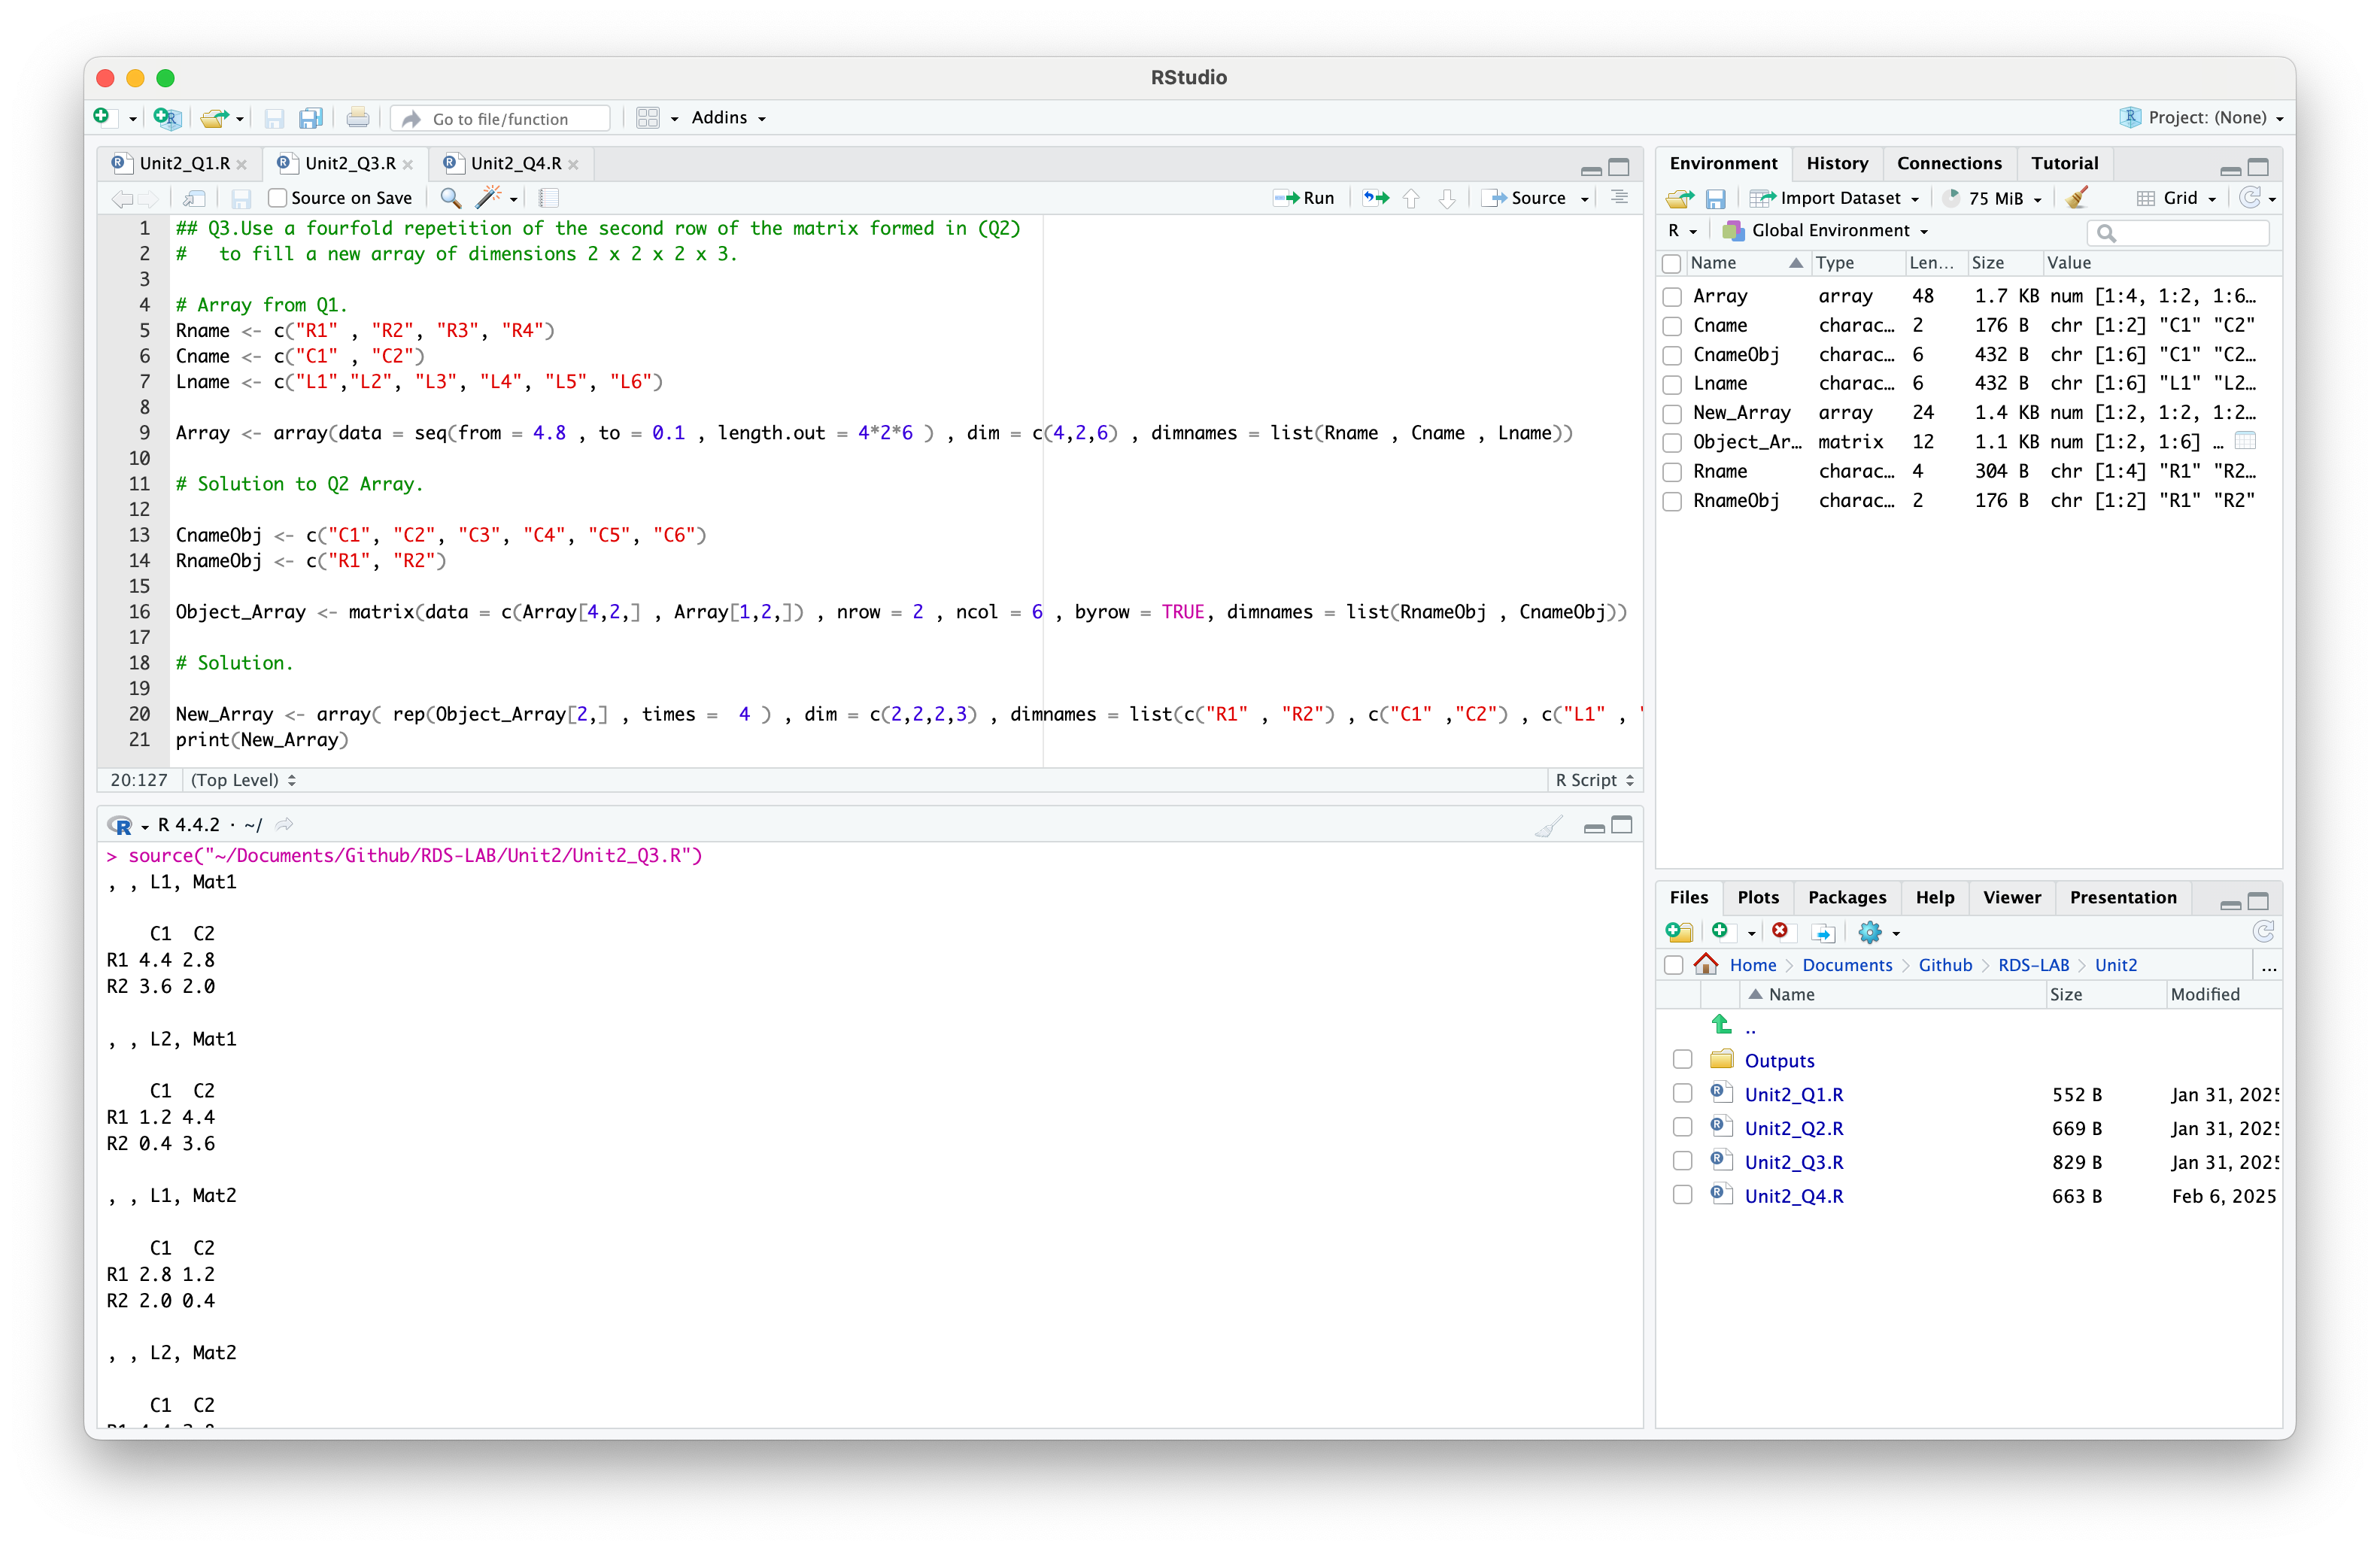 RStudio
Go to file/function
Addins
Project: (None)
Unit2_Q1.R
Unit2_Q3.R
Unit2_Q4.R
Source on Save
Run
Source
1 ## Q3.Use a fourfold repetition of the second row of the matrix formed in (Q2)
2 #   to fill a new array of dimensions 2 x 2 x 2 x 3.
3
4 # Array from Q1.
5 Rname <- c("R1" , "R2", "R3", "R4")
6 Cname <- c("C1" , "C2")
7 Lname <- c("L1","L2", "L3", "L4", "L5", "L6")
8
9 Array <- array(data = seq(from = 4.8 , to = 0.1 , length.out = 4*2*6 ) , dim = c(4,2,6) , dimnames = list(Rname , Cname , Lname))
10
11 # Solution to Q2 Array.
12
13 CnameObj <- c("C1", "C2", "C3", "C4", "C5", "C6")
14 RnameObj <- c("R1", "R2")
15
16 Object_Array <- matrix(data = c(Array[4,2,] , Array[1,2,]) , nrow = 2 , ncol = 6 , byrow = TRUE, dimnames = list(RnameObj , CnameObj))
17
18 # Solution.
19
20 New_Array <- array( rep(Object_Array[2,] , times =  4 ) , dim = c(2,2,2,3) , dimnames = list(c("R1" , "R2") , c("C1" ,"C2") , c("L1" , "
21 print(New_Array)
20:127 (Top Level) R Script
R 4.4.2 · ~/
> source("~/Documents/Github/RDS-LAB/Unit2/Unit2_Q3.R")
, , L1, Mat1
C1 C2
R1 4.4 2.8
R2 3.6 2.0
, , L2, Mat1
C1 C2
R1 1.2 4.4
R2 0.4 3.6
, , L1, Mat2
C1 C2
R1 2.8 1.2
R2 2.0 0.4
, , L2, Mat2
C1 C2
Environment History Connections Tutorial
Import Dataset 75 MiB Grid
R Global Environment
Name Type Len... Size Value
Array array 48 1.7 KB num [1:4, 1:2, 1:6...
Cname charac... 2 176 B chr [1:2] "C1" "C2"
CnameObj charac... 6 432 B chr [1:6] "C1" "C2...
Lname charac... 6 432 B chr [1:6] "L1" "L2...
New_Array array 24 1.4 KB num [1:2, 1:2, 1:2...
Object_Ar... matrix 12 1.1 KB num [1:2, 1:6] ...
Rname charac... 4 304 B chr [1:4] "R1" "R2...
RnameObj charac... 2 176 B chr [1:2] "R1" "R2"
Files Plots Packages Help Viewer Presentation
Home Documents Github RDS-LAB Unit2 ...
Name Size Modified
..
Outputs
Unit2_Q1.R 552 B Jan 31, 2025
Unit2_Q2.R 669 B Jan 31, 2025
Unit2_Q3.R 829 B Jan 31, 2025
Unit2_Q4.R 663 B Feb 6, 2025